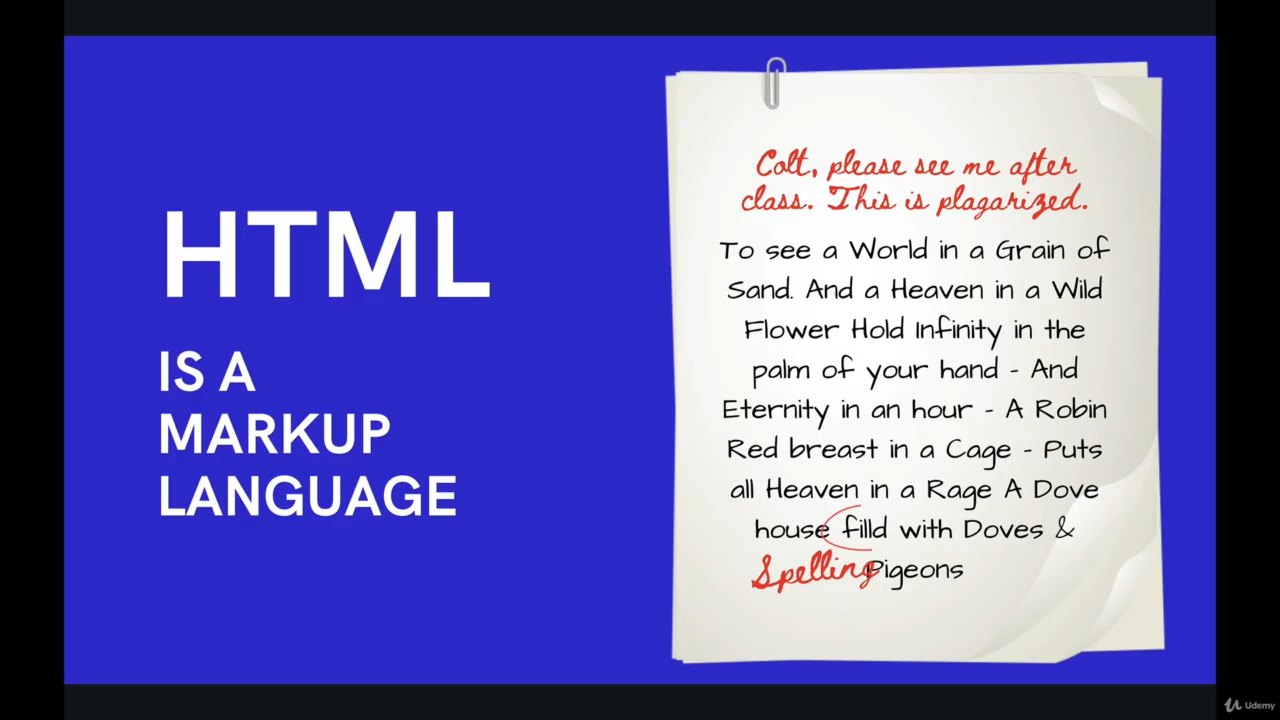 HTML
IS A
MARKUP
LANGUAGE
Colt, please see me after
class. This is plagarized.
To see a World in a Grain of
Sand. And a Heaven in a Wild
Flower Hold Infinity in the
palm of your hand - And
Eternity in an hour - A Robin
Red breast in a Cage - Puts
all Heaven in a Rage A Dove
house filld with Doves &
Spelling Pigeons
Udemy